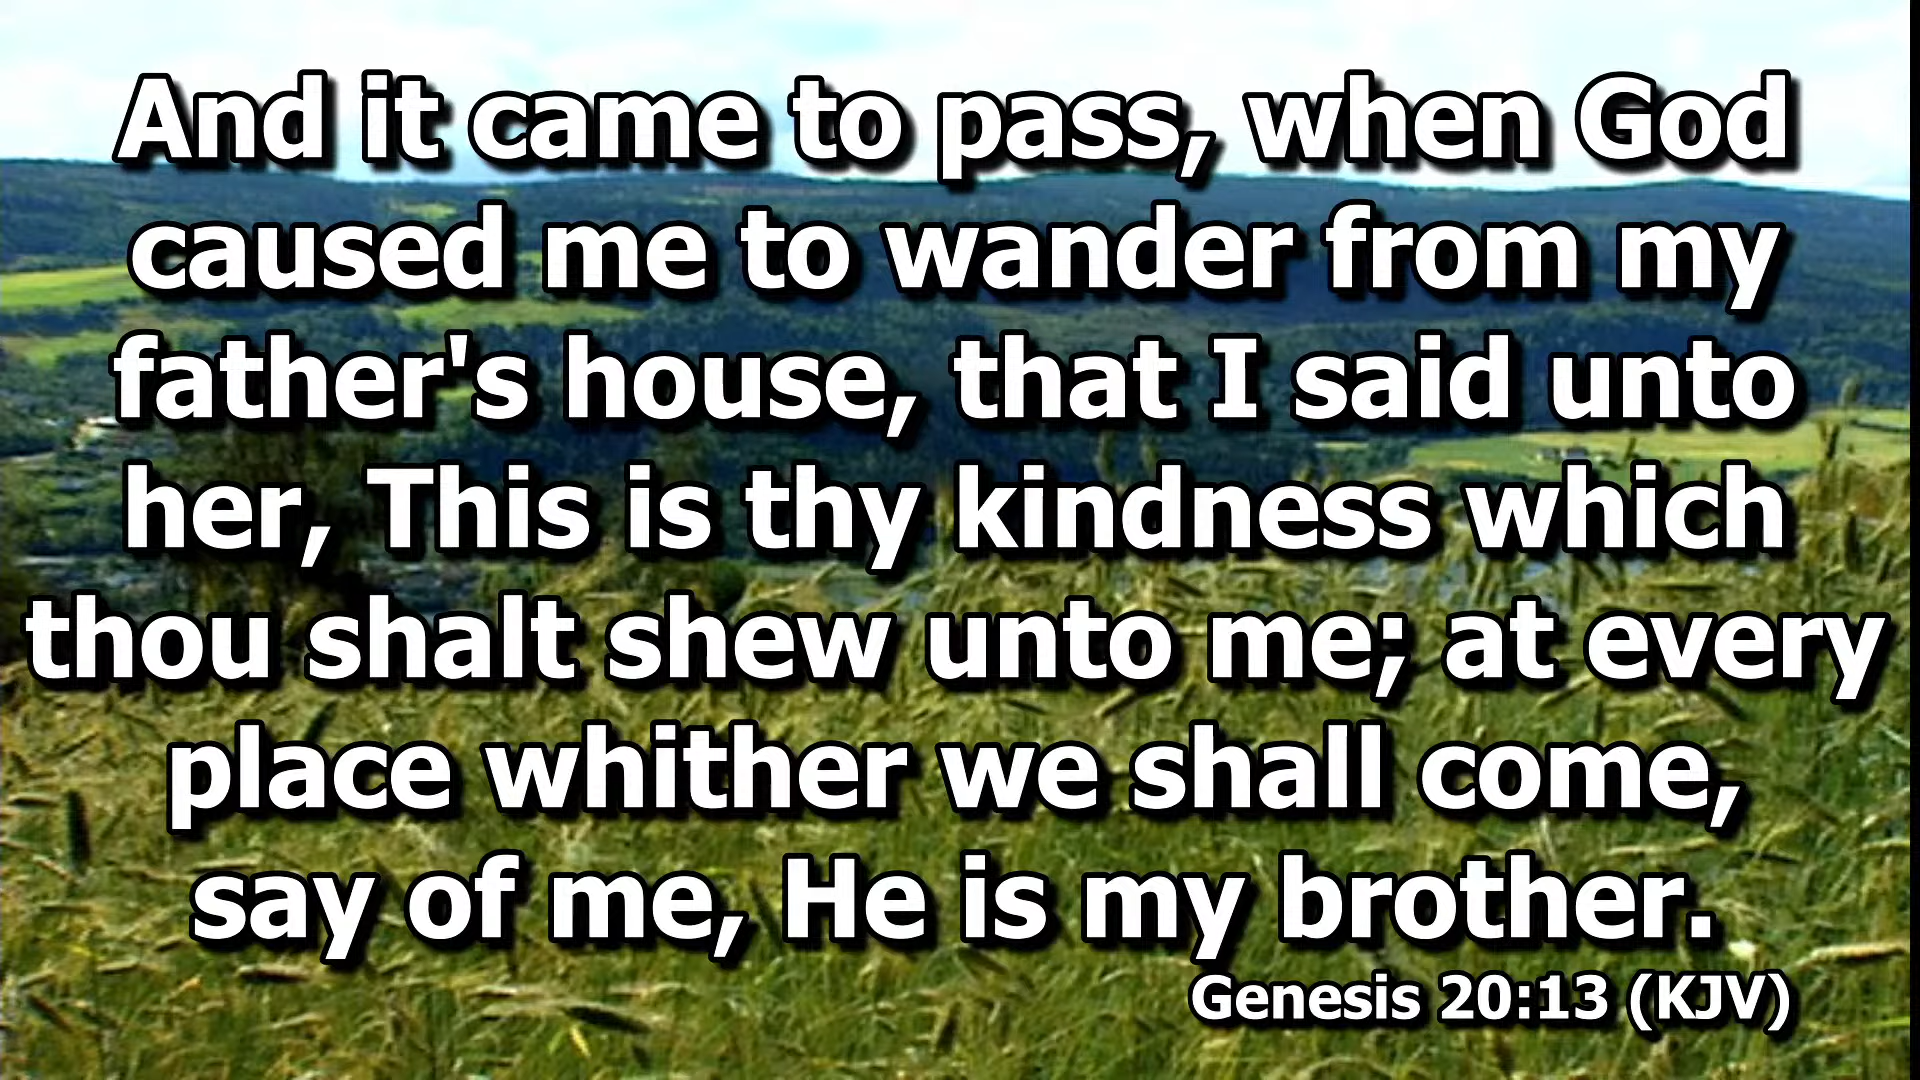 And it came to pass, when God
caused me to wander from my
father's house, that I said unto
her, This is thy kindness which
thou shalt shew unto me; at every
place whither we shall come,
say of me, He is my brother.
Genesis 20:13 (KJV)